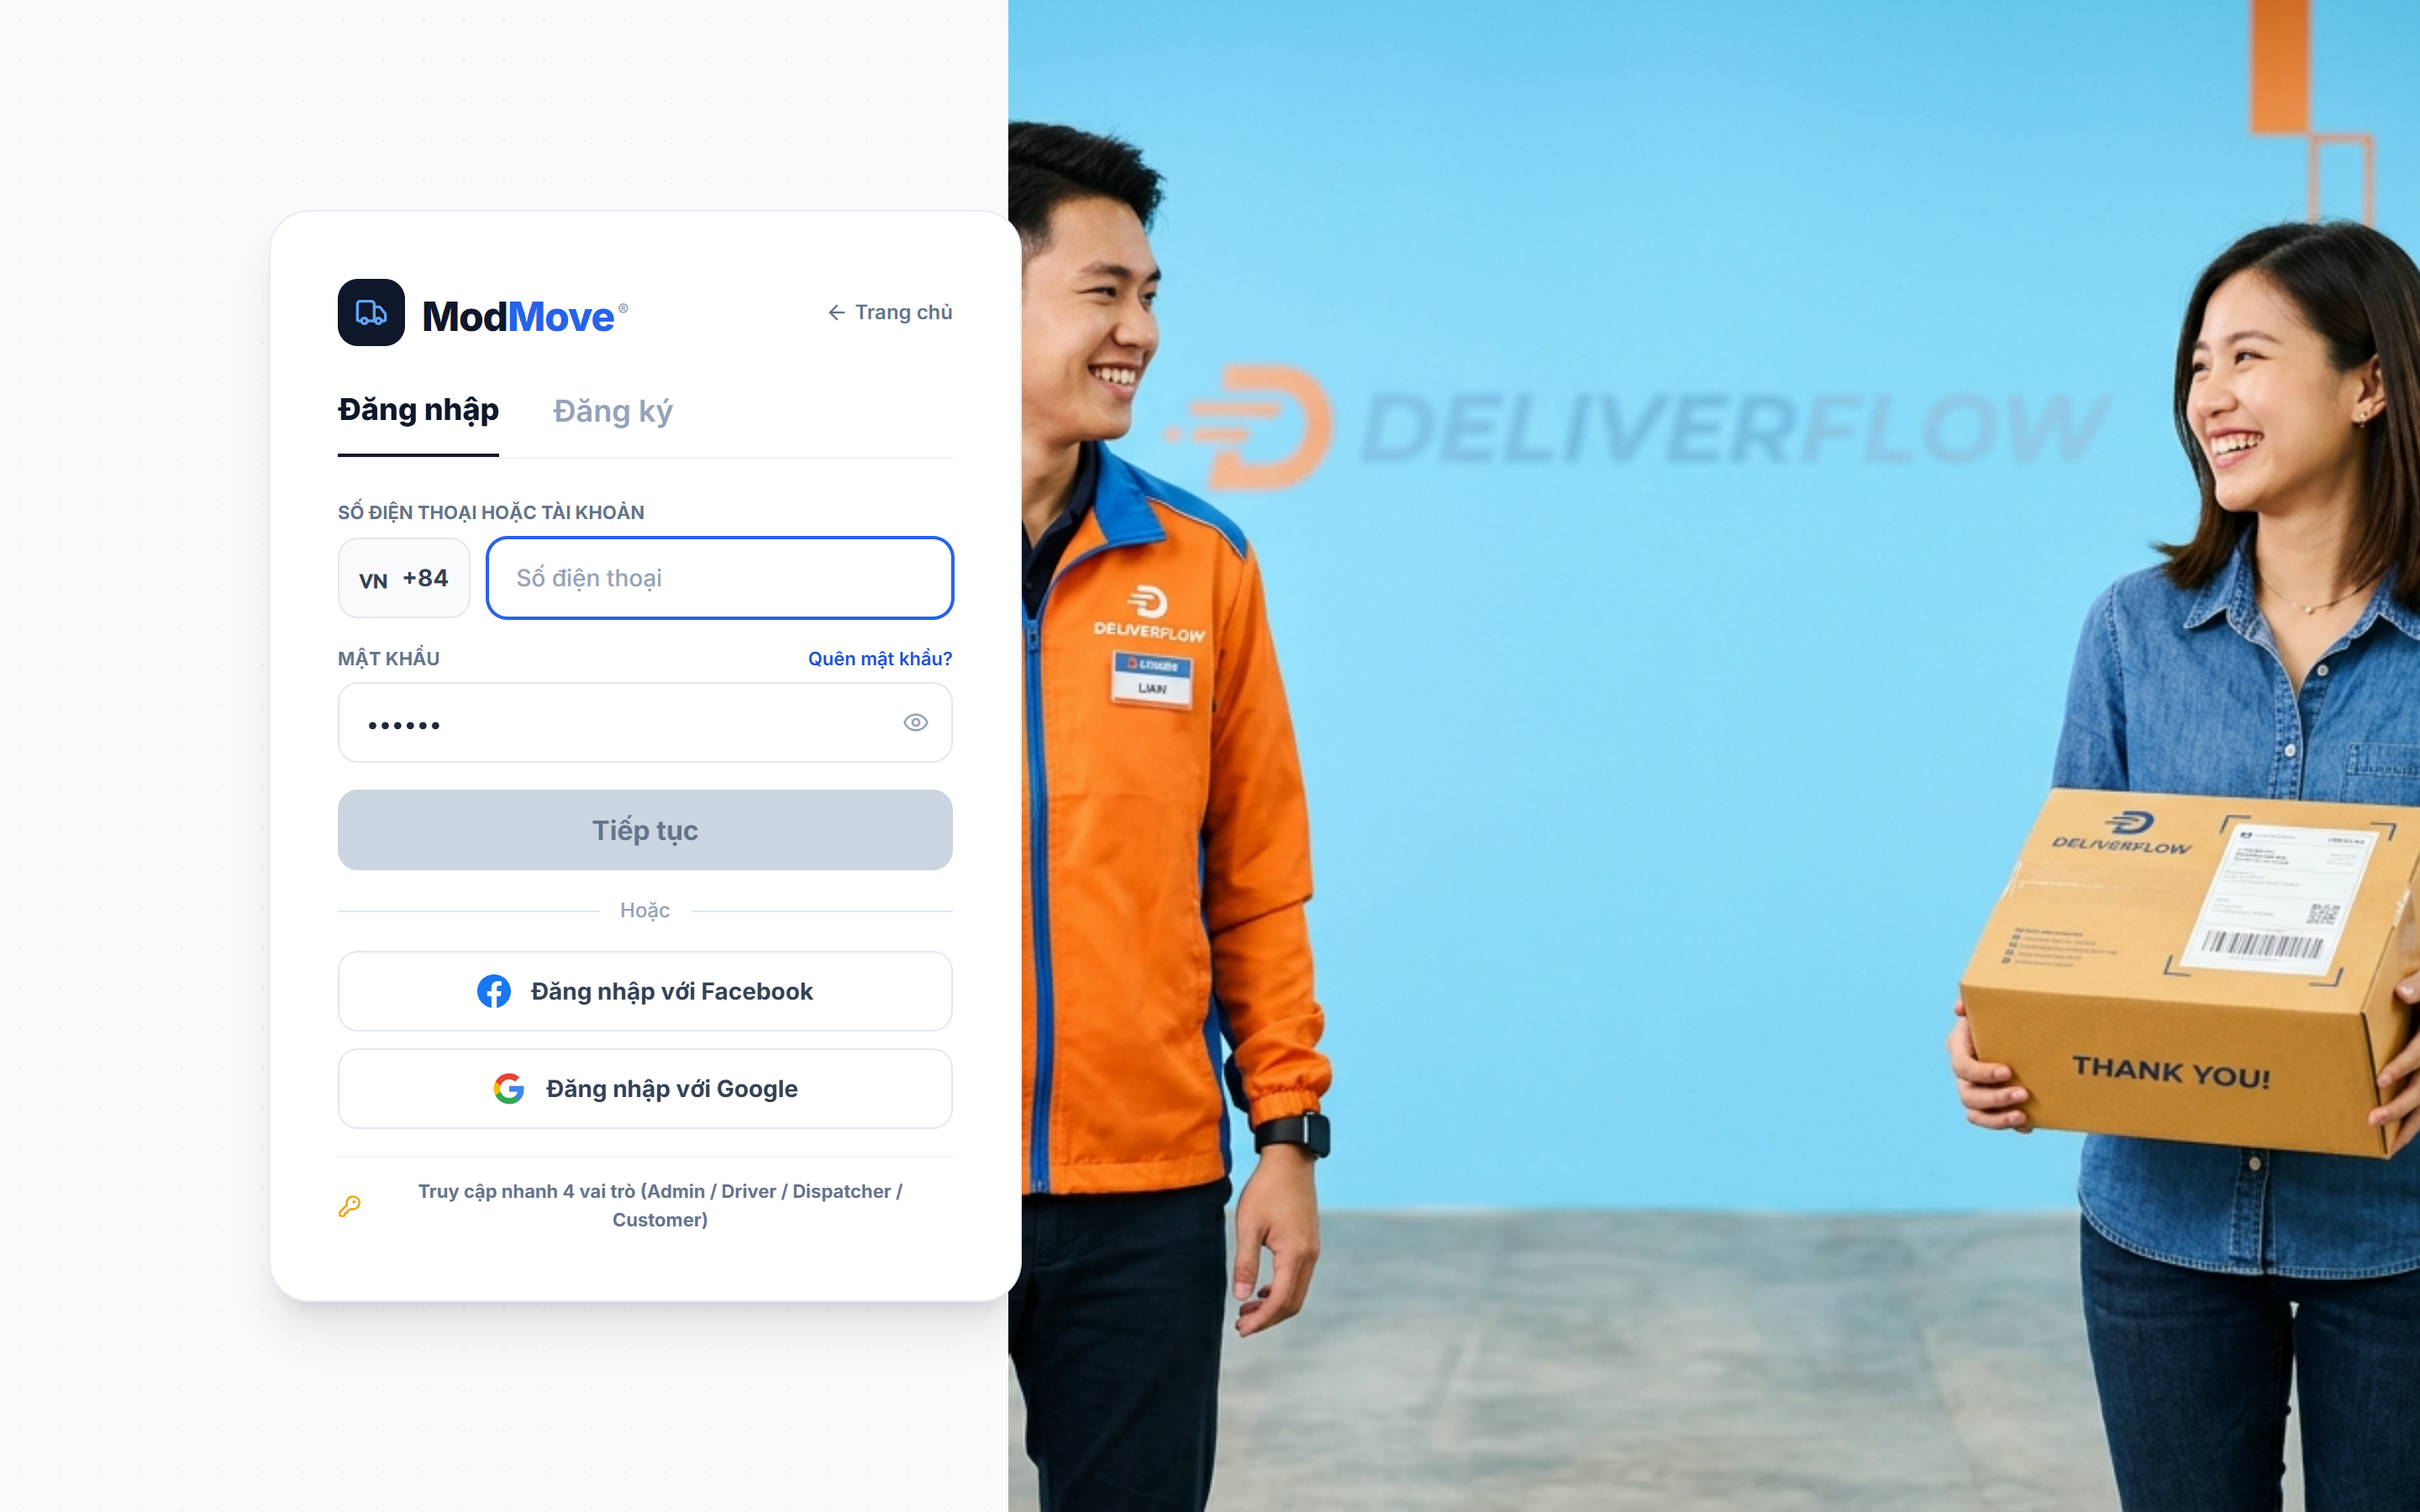 ModMove®
← Trang chủ
Đăng nhập
Đăng ký
SỐ ĐIỆN THOẠI HOẶC TÀI KHOẢN
VN +84
Số điện thoại
MẬT KHẨU
Quên mật khẩu?
••••••
Tiếp tục
Hoặc
Đăng nhập với Facebook
Đăng nhập với Google
Truy cập nhanh 4 vai trò (Admin / Driver / Dispatcher /
Customer)
DELIVERFLOW
DELIVERFLOW
LIAN
DELIVERFLOW
THANK YOU!